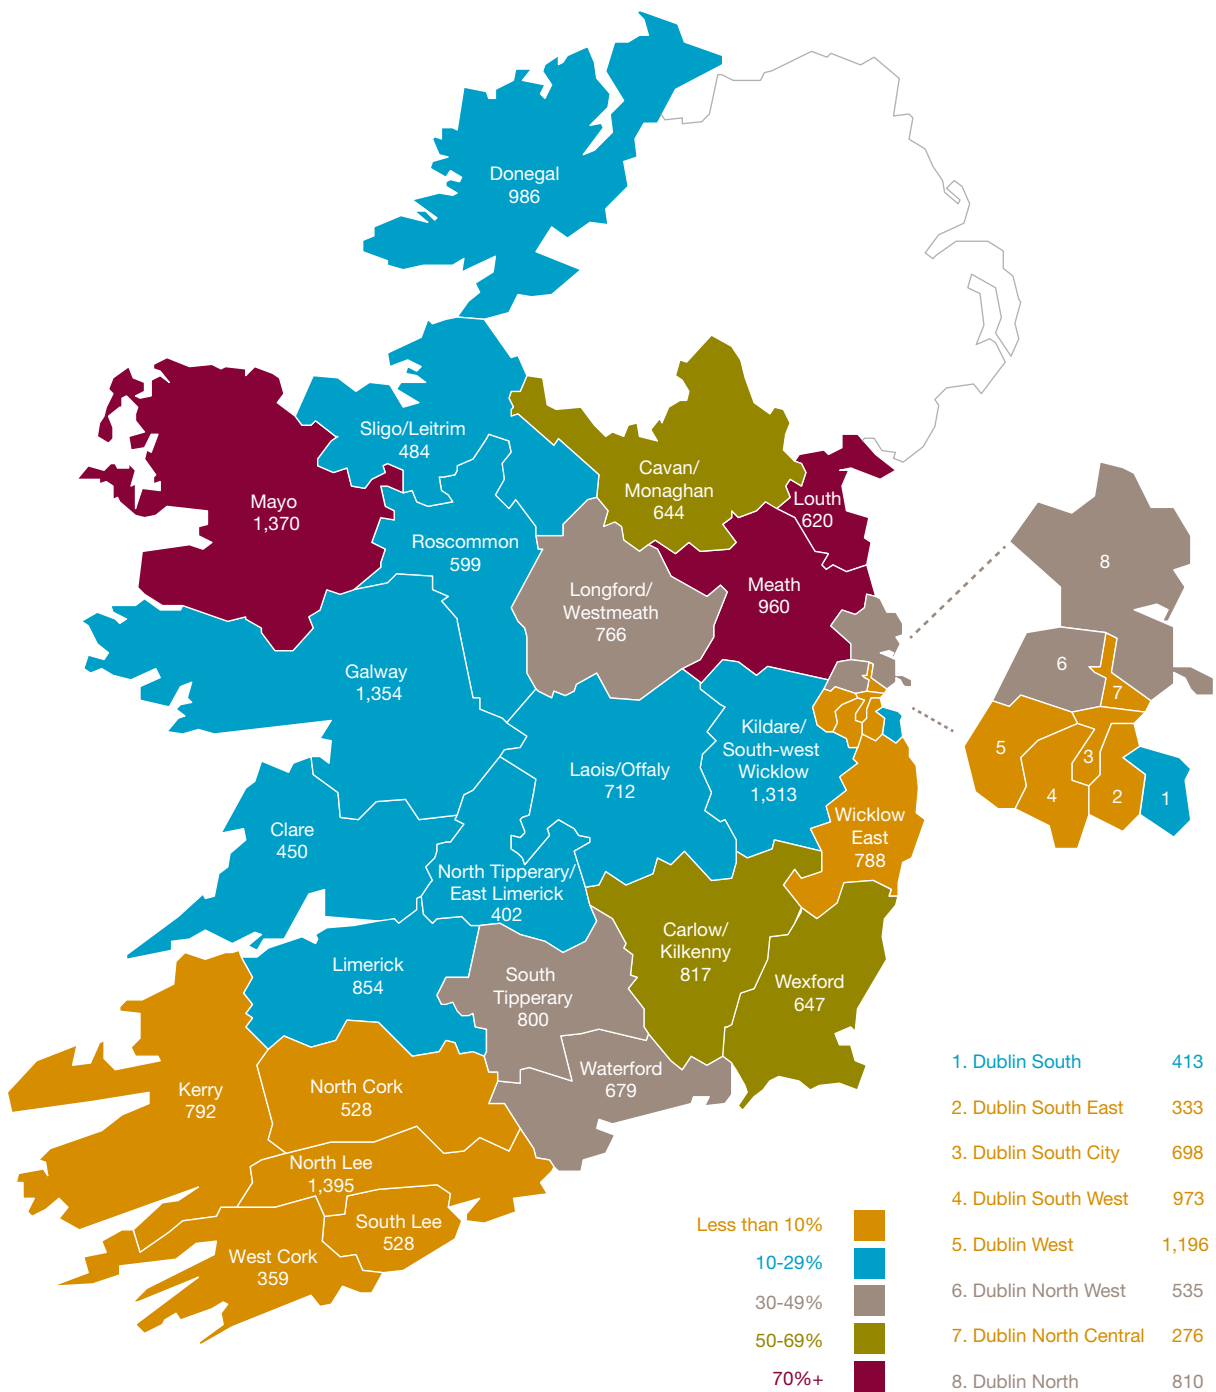 Donegal
986
Sligo/Leitrim
484
Cavan/
Monaghan
644
Louth
620
Mayo
1,370
Roscommon
599
Longford/
Westmeath
766
Meath
960
Galway
1,354
Kildare/
South-west
Wicklow
1,313
Laois/Offaly
712
Wicklow
East
788
Clare
450
North Tipperary/
East Limerick
402
Carlow/
Kilkenny
817
Limerick
854
South
Tipperary
800
Wexford
647
Waterford
679
Kerry
792
North Cork
528
North Lee
1,395
South Lee
528
West Cork
359
8
6
7
5
3
4
2
1
Less than 10%
10-29%
30-49%
50-69%
70%+
1. Dublin South 413
2. Dublin South East 333
3. Dublin South City 698
4. Dublin South West 973
5. Dublin West 1,196
6. Dublin North West 535
7. Dublin North Central 276
8. Dublin North 810